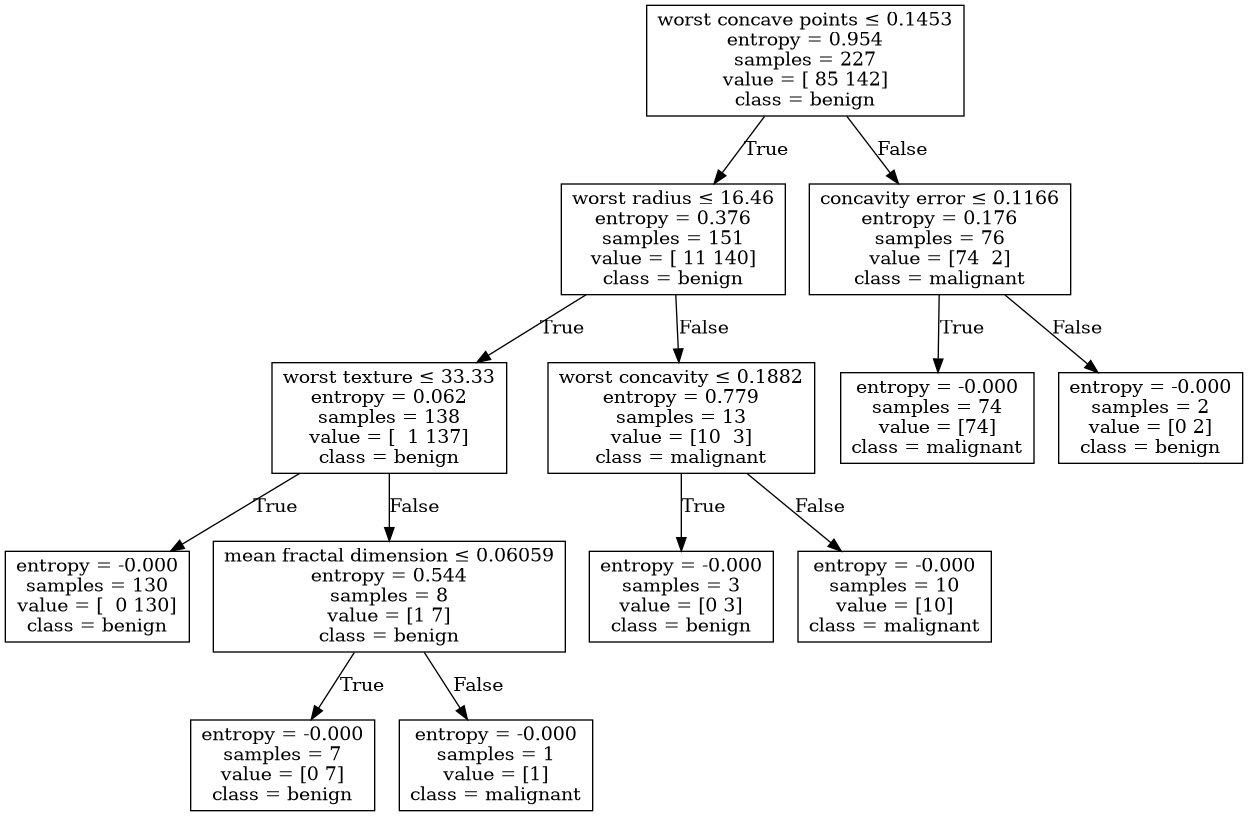 worst concave points ≤ 0.1453
entropy = 0.954
samples = 227
value = [ 85 142]
class = benign
True
False
worst radius ≤ 16.46
entropy = 0.376
samples = 151
value = [ 11 140]
class = benign
concavity error ≤ 0.1166
entropy = 0.176
samples = 76
value = [74  2]
class = malignant
True
False
True
False
worst texture ≤ 33.33
entropy = 0.062
samples = 138
value = [  1 137]
class = benign
worst concavity ≤ 0.1882
entropy = 0.779
samples = 13
value = [10  3]
class = malignant
entropy = -0.000
samples = 74
value = [74]
class = malignant
entropy = -0.000
samples = 2
value = [0 2]
class = benign
True
False
True
False
entropy = -0.000
samples = 130
value = [  0 130]
class = benign
mean fractal dimension ≤ 0.06059
entropy = 0.544
samples = 8
value = [1 7]
class = benign
entropy = -0.000
samples = 3
value = [0 3]
class = benign
entropy = -0.000
samples = 10
value = [10]
class = malignant
True
False
entropy = -0.000
samples = 7
value = [0 7]
class = benign
entropy = -0.000
samples = 1
value = [1]
class = malignant